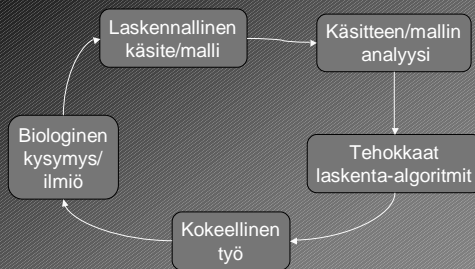 Laskennallinen
käsite/malli
Käsitteen/mallin
analyysi
Biologinen
kysymys/
ilmiö
Tehokkaat
laskenta-algoritmit
Kokeellinen
työ